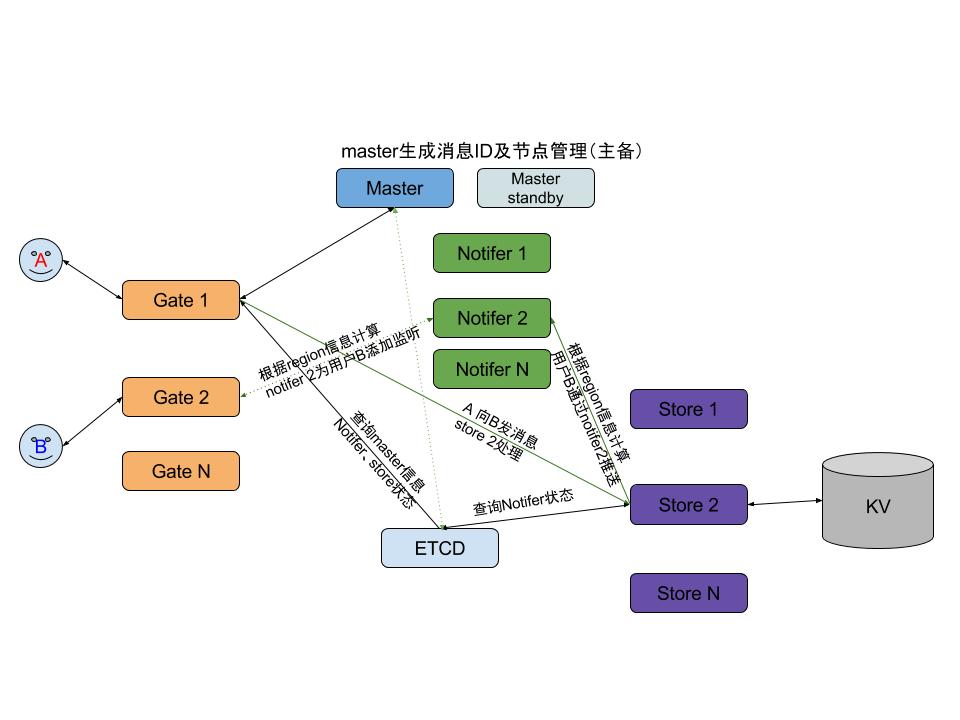 master生成消息ID及节点管理（主备）
Master
Master
standby
A
Notifer 1
Gate 1
Notifer 2
根据region信息计算
notifer 2为用户B添加监听
Notifer N
根据region信息计算
用户B通过notifer2推送
Gate 2
Store 1
A 向B发消息
store 2处理
B
查询master信息
Notifer、store状态
Gate N
查询Notifer状态
Store 2
KV
ETCD
Store N